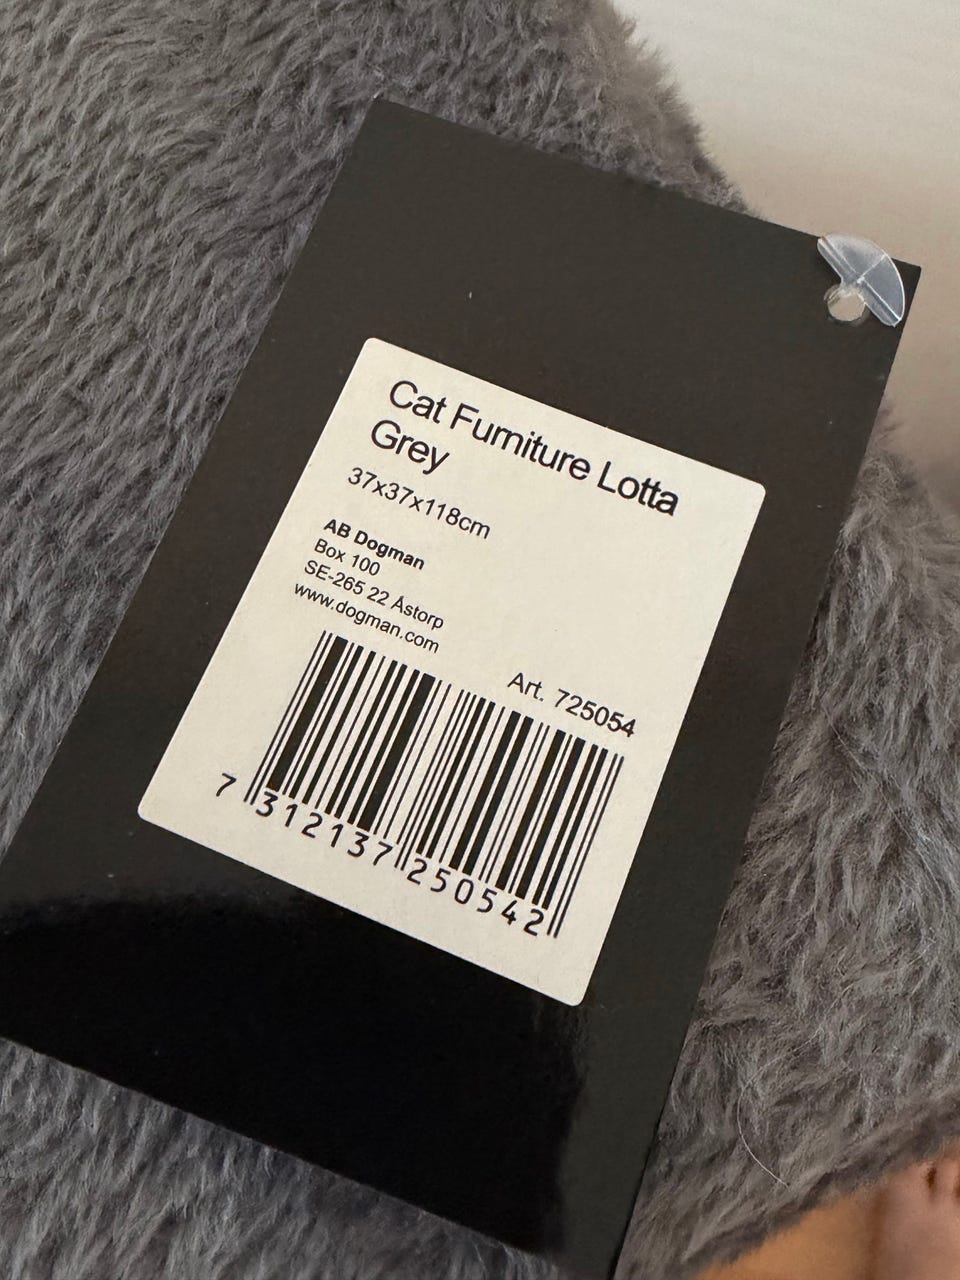 Cat Furniture Lotta
Grey
37x37x118cm
AB Dogman
Box 100
SE-265 22 Åstorp
www.dogman.com
Art. 725054
7 312137 250542